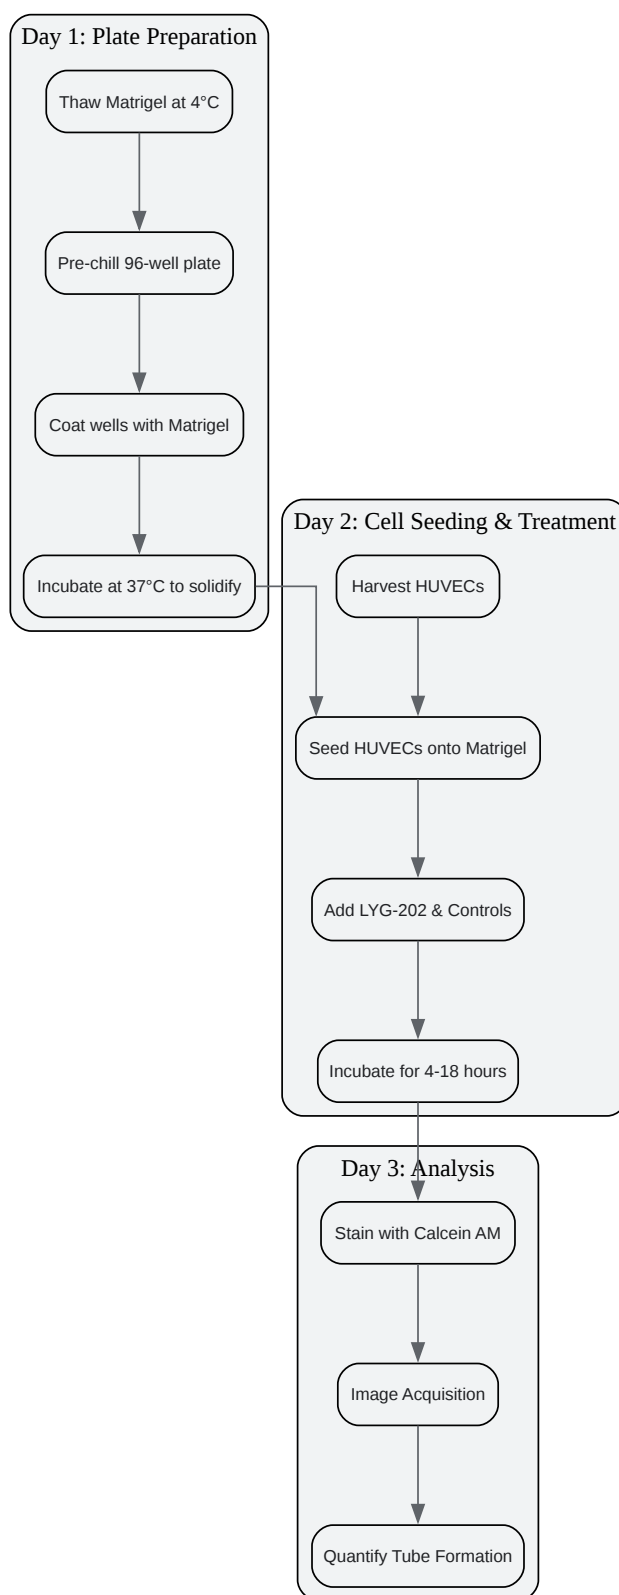 Day 1: Plate Preparation
Thaw Matrigel at 4°C
Pre-chill 96-well plate
Coat wells with Matrigel
Incubate at 37°C to solidify
Day 2: Cell Seeding & Treatment
Harvest HUVECs
Seed HUVECs onto Matrigel
Add LYG-202 & Controls
Incubate for 4-18 hours
Day 3: Analysis
Stain with Calcein AM
Image Acquisition
Quantify Tube Formation